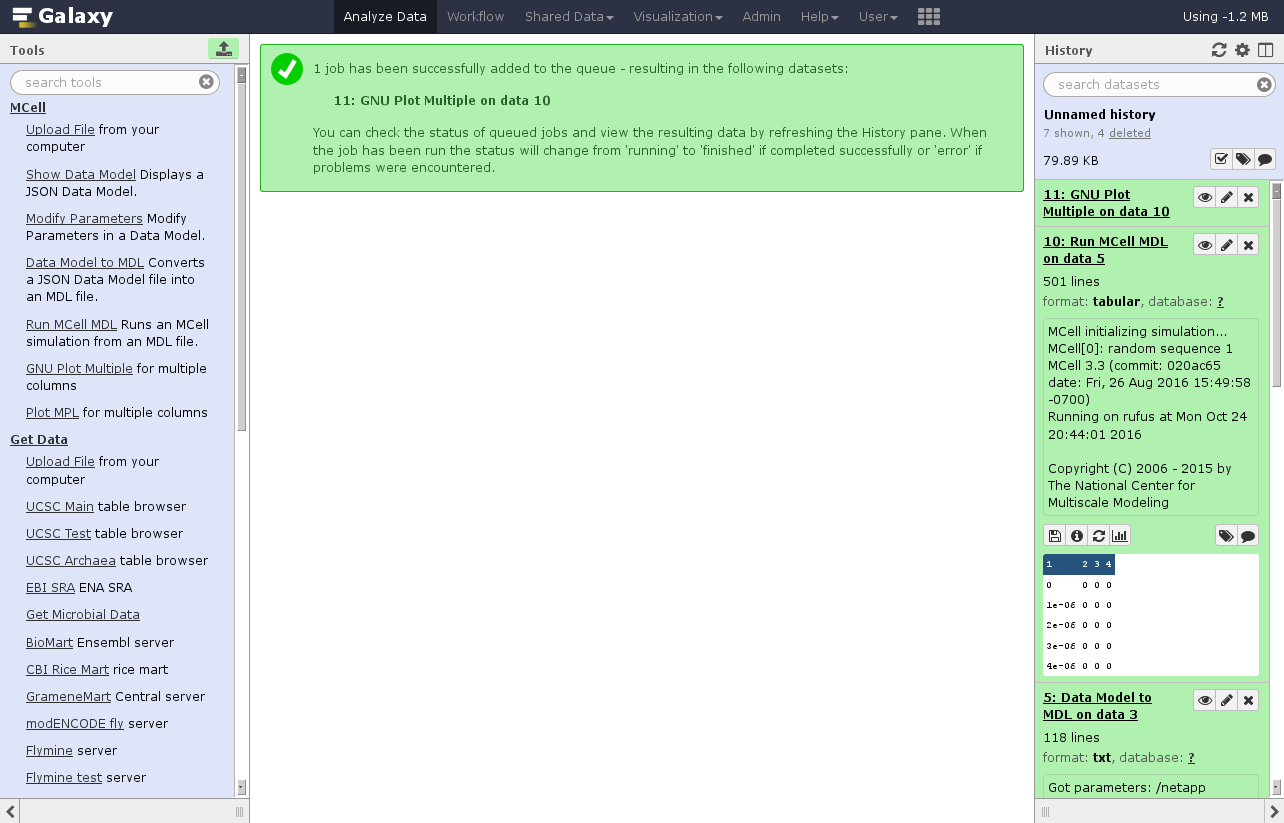 Galaxy
Analyze Data Workflow Shared Data Visualization Admin Help User
Using -1.2 MB
Tools
search tools
MCell
Upload File from your
computer
Show Data Model Displays a
JSON Data Model.
Modify Parameters Modify
Parameters in a Data Model.
Data Model to MDL Converts
a JSON Data Model file into
an MDL file.
Run MCell MDL Runs an MCell
simulation from an MDL file.
GNU Plot Multiple for multiple
columns
Plot MPL for multiple columns
Get Data
Upload File from your
computer
UCSC Main table browser
UCSC Test table browser
UCSC Archaea table browser
EBI SRA ENA SRA
Get Microbial Data
BioMart Ensembl server
CBI Rice Mart rice mart
GrameneMart Central server
modENCODE fly server
Flymine server
Flymine test server
1 job has been successfully added to the queue - resulting in the following datasets:
11: GNU Plot Multiple on data 10
You can check the status of queued jobs and view the resulting data by refreshing the History pane. When
the job has been run the status will change from 'running' to 'finished' if completed successfully or 'error' if
problems were encountered.
History
search datasets
Unnamed history
7 shown, 4 deleted
79.89 KB
11: GNU Plot
Multiple on data 10
10: Run MCell MDL
on data 5
501 lines
format: tabular, database: ?
MCell initializing simulation...
MCell[0]: random sequence 1
MCell 3.3 (commit: 020ac65
date: Fri, 26 Aug 2016 15:49:58
-0700)
Running on rufus at Mon Oct 24
20:44:01 2016
Copyright (C) 2006 - 2015 by
The National Center for
Multiscale Modeling
1 2 3 4
0 0 0 0
1e-06 0 0 0
2e-06 0 0 0
3e-06 0 0 0
4e-06 0 0 0
5: Data Model to
MDL on data 3
118 lines
format: txt, database: ?
Got parameters: /netapp